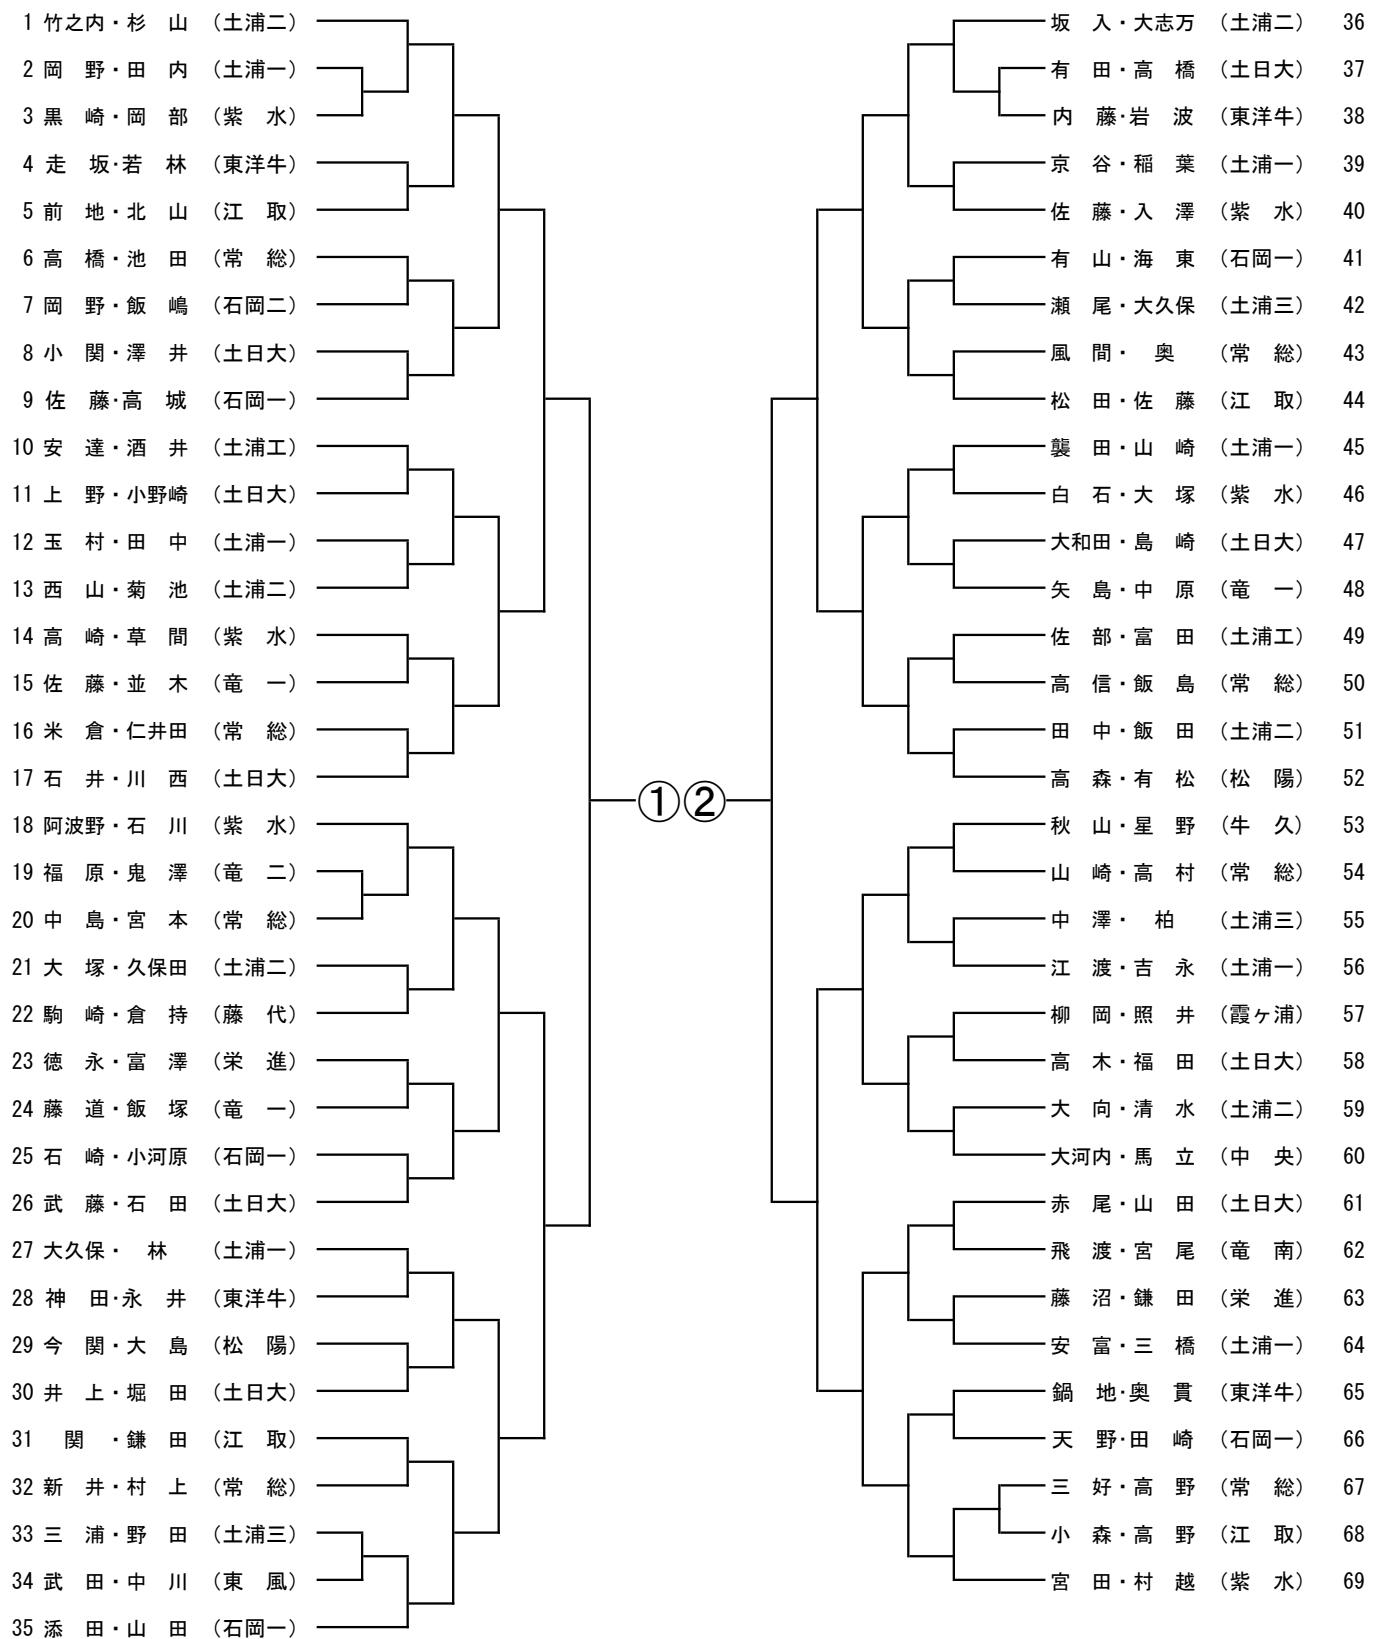 1 竹之内・杉　山 （土浦二）
2 岡　野・田　内 （土浦一）
3 黒　崎・岡　部 （紫　水）
4 走　坂・若　林 （東洋牛）
5 前　地・北　山 （江　取）
6 高　橋・池　田 （常　総）
7 岡　野・飯　嶋 （石岡二）
8 小　関・澤　井 （土日大）
9 佐　藤・高　城 （石岡一）
10 安　達・酒　井 （土浦工）
11 上　野・小野崎 （土日大）
12 玉　村・田　中 （土浦一）
13 西　山・菊　池 （土浦二）
14 高　崎・草　間 （紫　水）
15 佐　藤・並　木 （竜　一）
16 米　倉・仁井田 （常　総）
17 石　井・川　西 （土日大）
18 阿波野・石　川 （紫　水）
19 福　原・鬼　澤 （竜　二）
20 中　島・宮　本 （常　総）
21 大　塚・久保田 （土浦二）
22 駒　崎・倉　持 （藤　代）
23 徳　永・富　澤 （栄　進）
24 藤　道・飯　塚 （竜　一）
25 石　崎・小河原 （石岡一）
26 武　藤・石　田 （土日大）
27 大久保・　林 （土浦一）
28 神　田・永　井 （東洋牛）
29 今　関・大　島 （松　陽）
30 井　上・堀　田 （土日大）
31 関　・鎌　田 （江　取）
32 新　井・村　上 （常　総）
33 三　浦・野　田 （土浦三）
34 武　田・中　川 （東　風）
35 添　田・山　田 （石岡一）
①②
坂　入・大志万 （土浦二） 36
有　田・高　橋 （土日大） 37
内　藤・岩　波 （東洋牛） 38
京　谷・稲　葉 （土浦一） 39
佐　藤・入　澤 （紫　水） 40
有　山・海　東 （石岡一） 41
瀬　尾・大久保 （土浦三） 42
風　間・　奥 （常　総） 43
松　田・佐　藤 （江　取） 44
襲　田・山　崎 （土浦一） 45
白　石・大　塚 （紫　水） 46
大和田・島　崎 （土日大） 47
矢　島・中　原 （竜　一） 48
佐　部・富　田 （土浦工） 49
高　信・飯　島 （常　総） 50
田　中・飯　田 （土浦二） 51
高　森・有　松 （松　陽） 52
秋　山・星　野 （牛　久） 53
山　崎・高　村 （常　総） 54
中　澤・　柏 （土浦三） 55
江　渡・吉　永 （土浦一） 56
柳　岡・照　井 （霞ヶ浦） 57
高　木・福　田 （土日大） 58
大　向・清　水 （土浦二） 59
大河内・馬　立 （中　央） 60
赤　尾・山　田 （土日大） 61
飛　渡・宮　尾 （竜　南） 62
藤　沼・鎌　田 （栄　進） 63
安　富・三　橋 （土浦一） 64
鍋　地・奥　貫 （東洋牛） 65
天　野・田　崎 （石岡一） 66
三　好・高　野 （常　総） 67
小　森・高　野 （江　取） 68
宮　田・村　越 （紫　水） 69